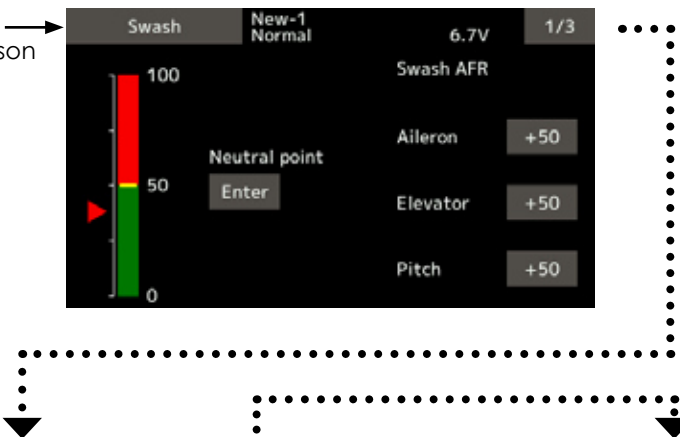 Swash New-1 Normal 6.7V 1/3
son
100 Swash AFR
Aileron +50
Neutral point
50 Enter
Elevator +50
Pitch +50
0